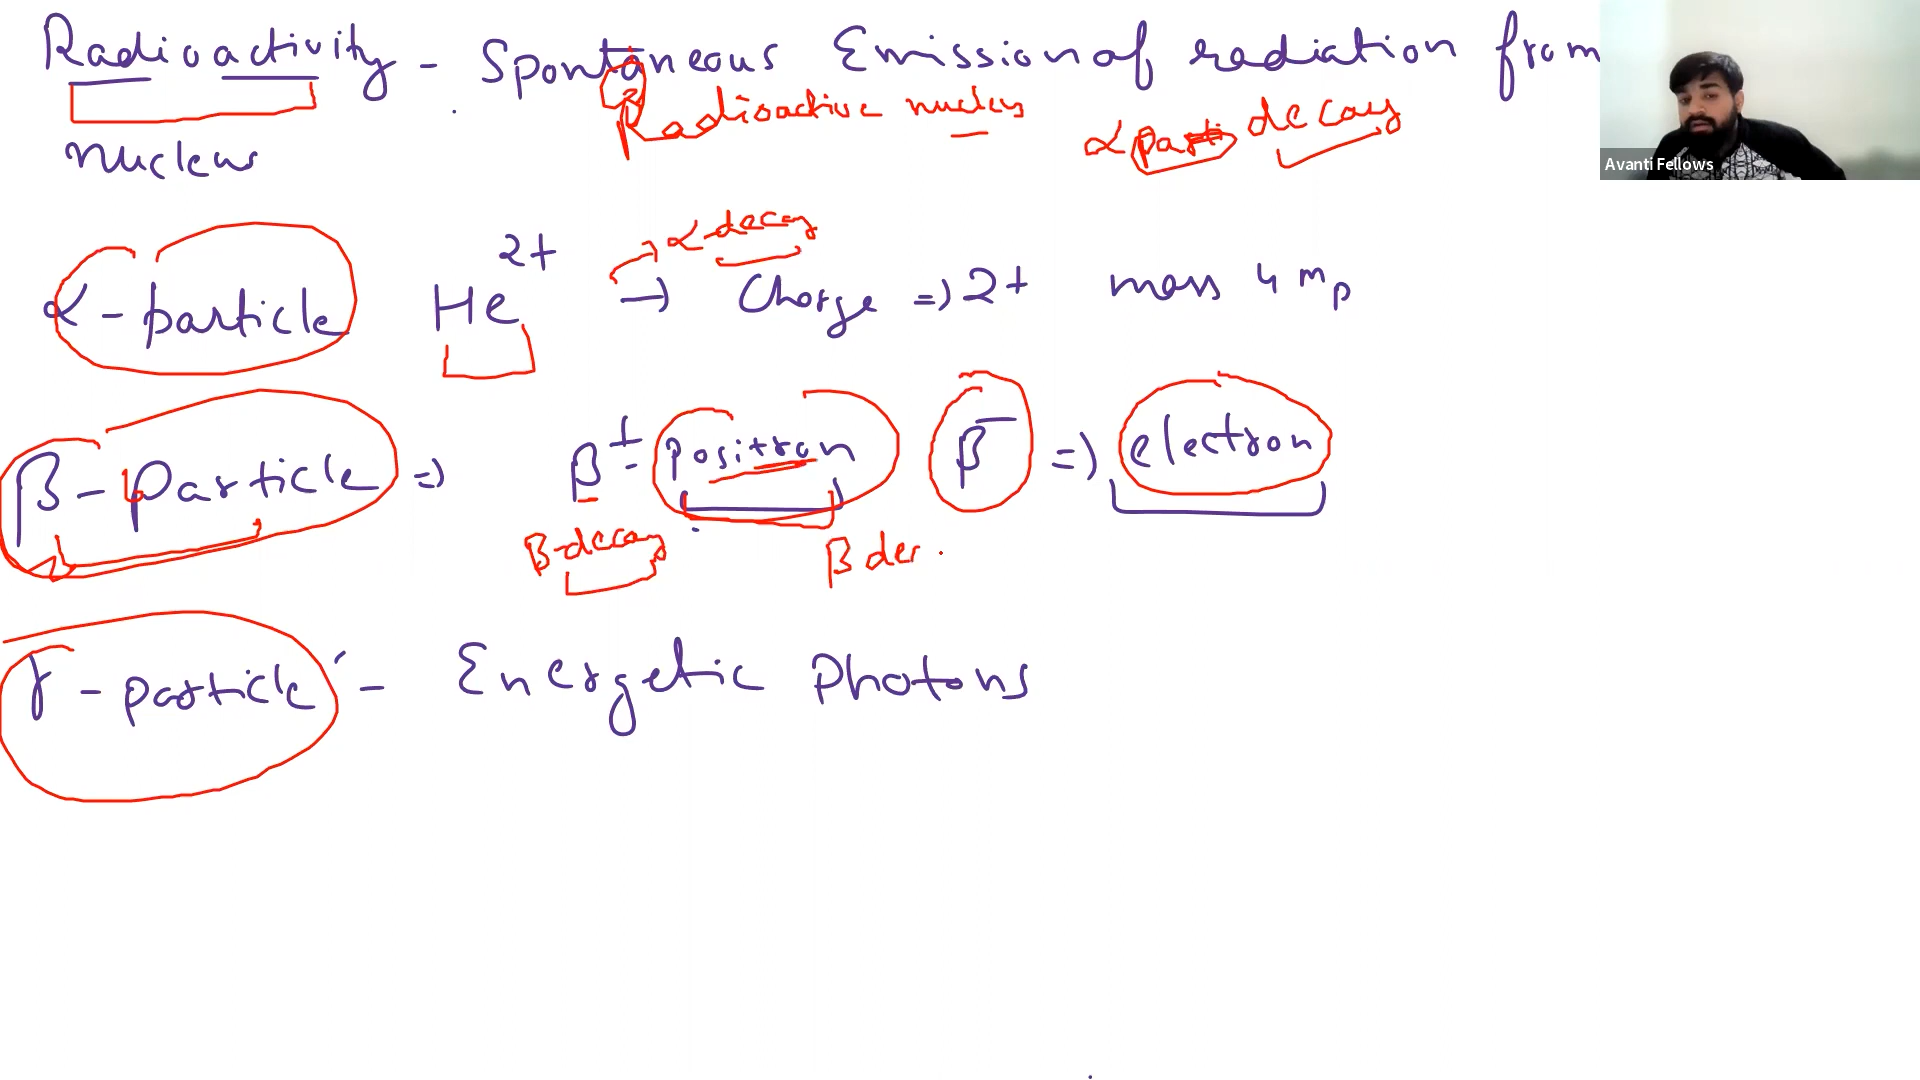 Radioactivity - Spontaneous Emission of radiation from
Radioactive nucleus
α parti decay
nucleus
Avanti Fellows
α-decay
α-particle He 2+ → Charge ⇒ 2+ mass 4 mp
β-Particle ⇒ β+ = Positron β- ⇒ electron
β-decay
β dec
γ-particle - Energetic Photons